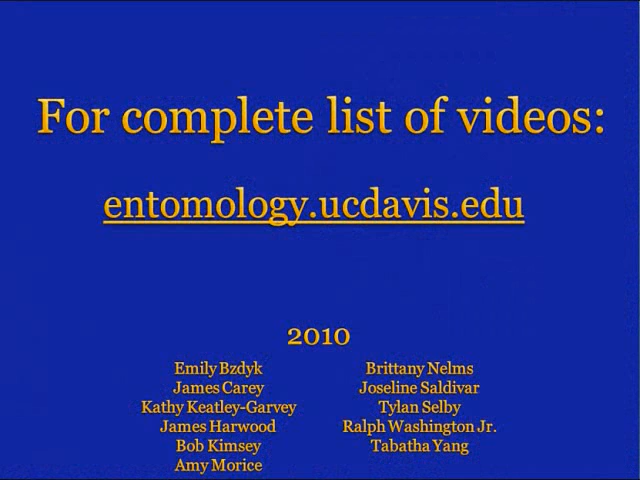 For complete list of videos:
entomology.ucdavis.edu
2010
Emily Bzdyk
James Carey
Kathy Keatley-Garvey
James Harwood
Bob Kimsey
Amy Morice
Brittany Nelms
Joseline Saldivar
Tylan Selby
Ralph Washington Jr.
Tabatha Yang